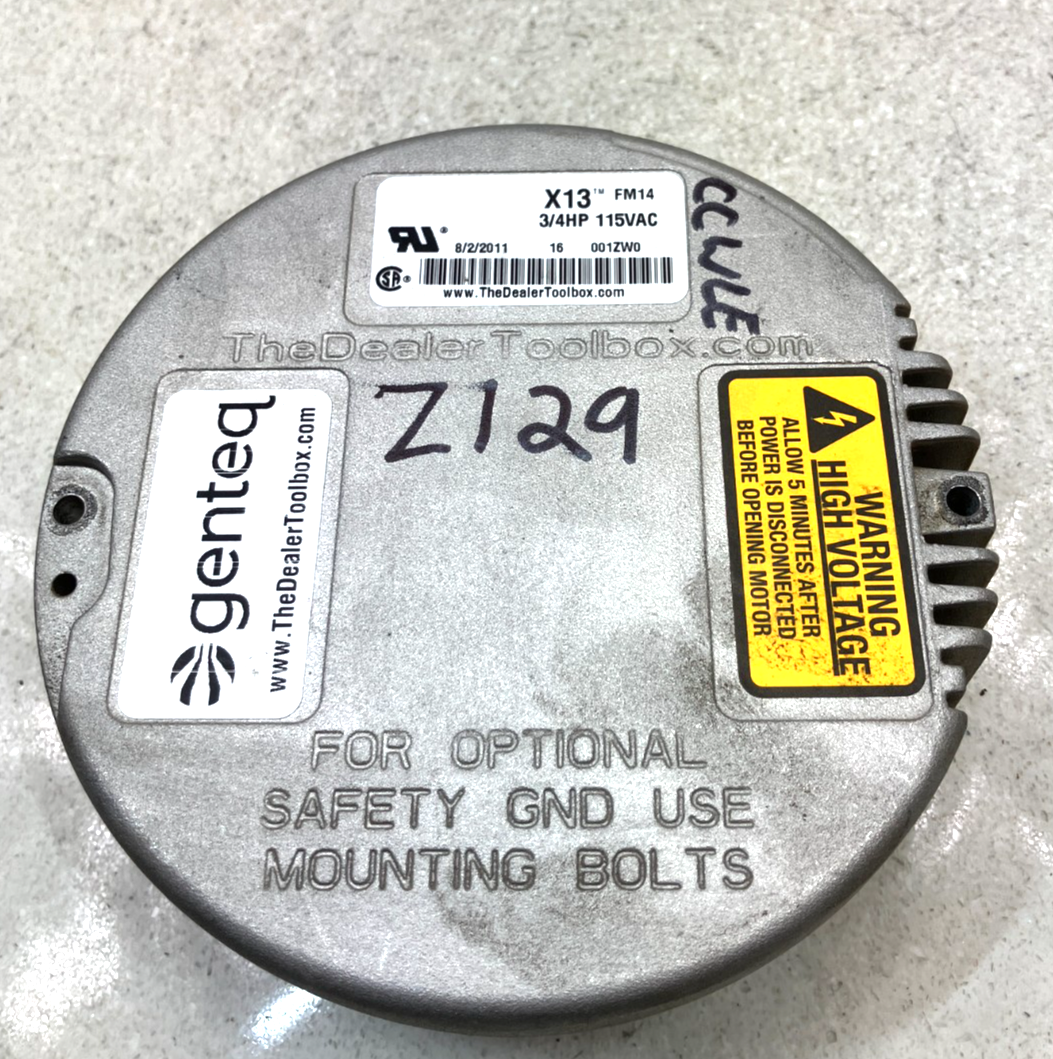 X13™ FM14
3/4HP 115VAC
8/2/2011 16 001ZW0
www.TheDealerToolbox.com
CCWLE
TheDealerToolbox.com
Z129
genteq
www.TheDealerToolbox.com
WARNING
HIGH VOLTAGE
ALLOW 5 MINUTES AFTER
POWER IS DISCONNECTED
BEFORE OPENING MOTOR
FOR OPTIONAL
SAFETY GND USE
MOUNTING BOLTS